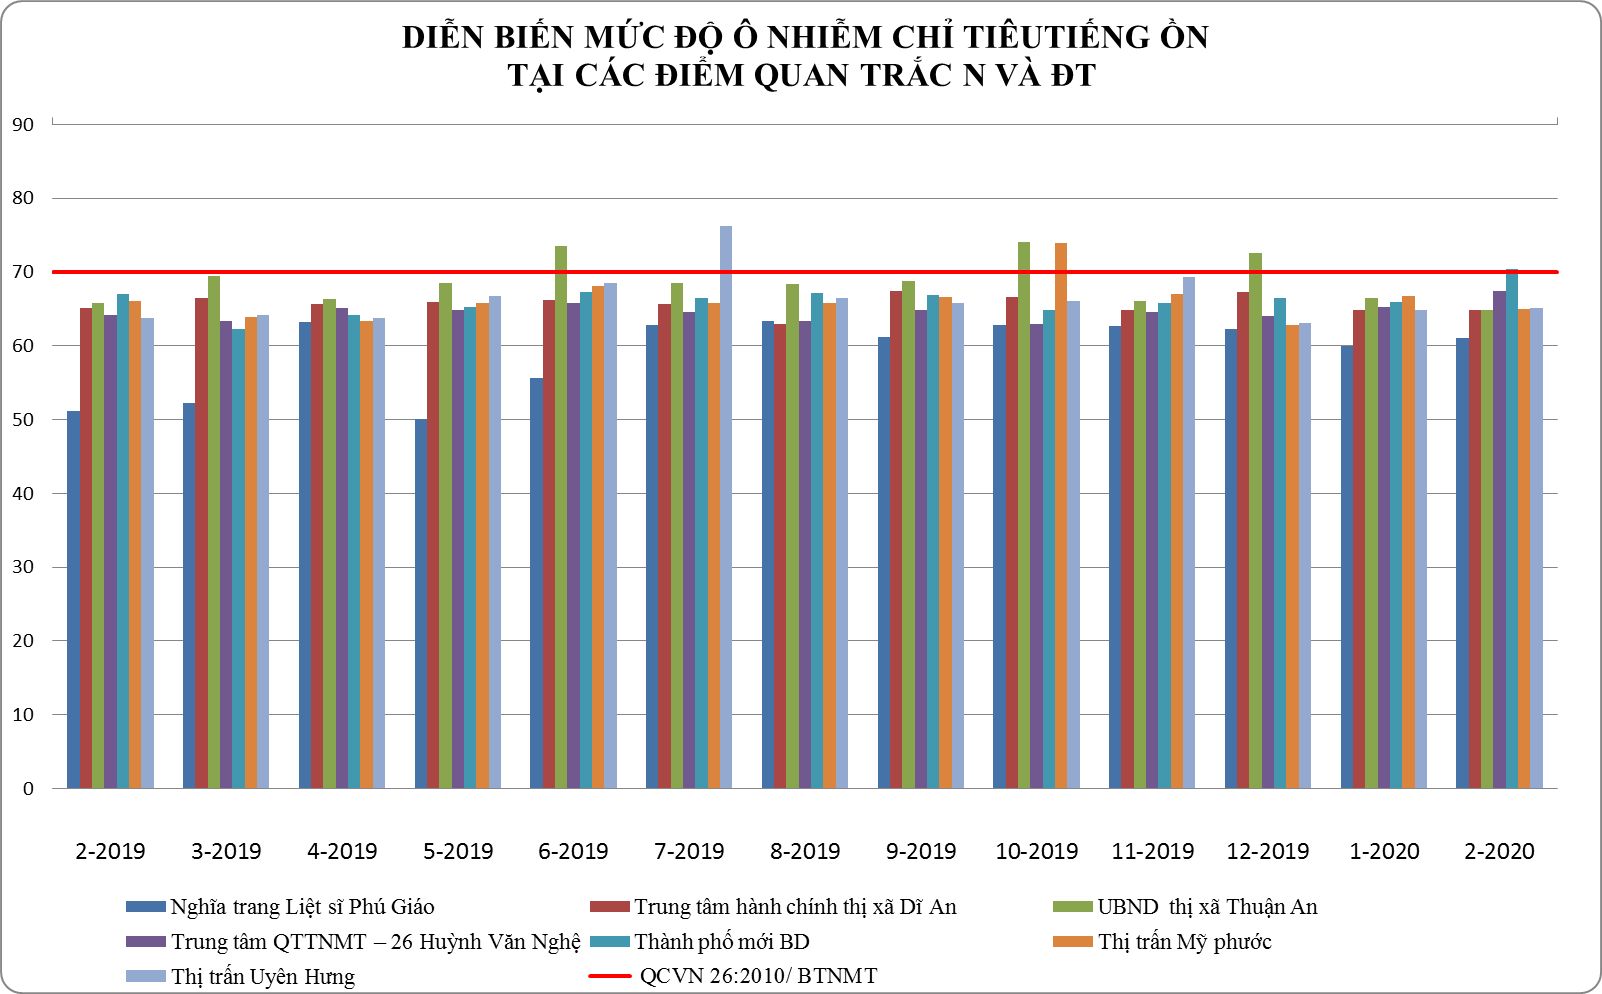 DIỄN BIẾN MỨC ĐỘ Ô NHIỄM CHỈ TIÊUTIẾNG ỒN
TẠI CÁC ĐIỂM QUAN TRẮC N VÀ ĐT
90
80
70
60
50
40
30
20
10
0
2-2019 3-2019 4-2019 5-2019 6-2019 7-2019 8-2019 9-2019 10-2019 11-2019 12-2019 1-2020 2-2020
Nghĩa trang Liệt sĩ Phú Giáo Trung tâm hành chính thị xã Dĩ An UBND thị xã Thuận An
Trung tâm QTTNMT – 26 Huỳnh Văn Nghệ Thành phố mới BD Thị trấn Mỹ phước
Thị trấn Uyên Hưng QCVN 26:2010/ BTNMT